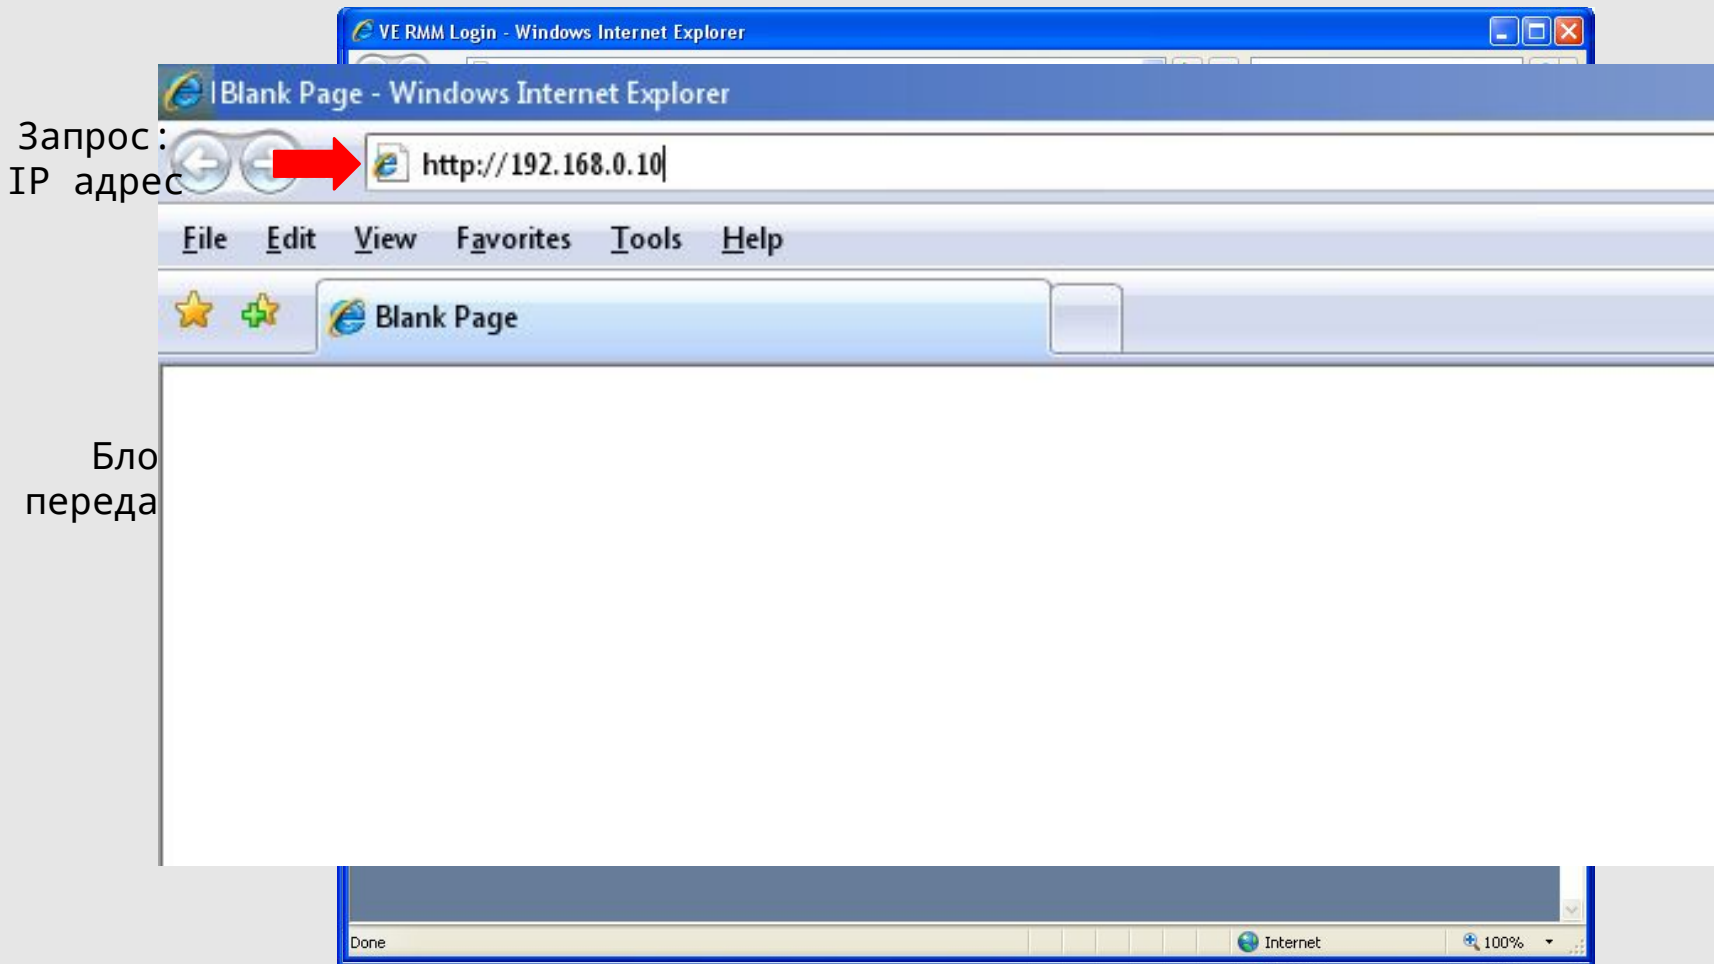 VE RMM Login - Windows Internet Explorer
Blank Page - Windows Internet Explorer
Запрос:
IP адрес
http://192.168.0.10
File Edit View Favorites Tools Help
Blank Page
Бло
переда
Done Internet 100%